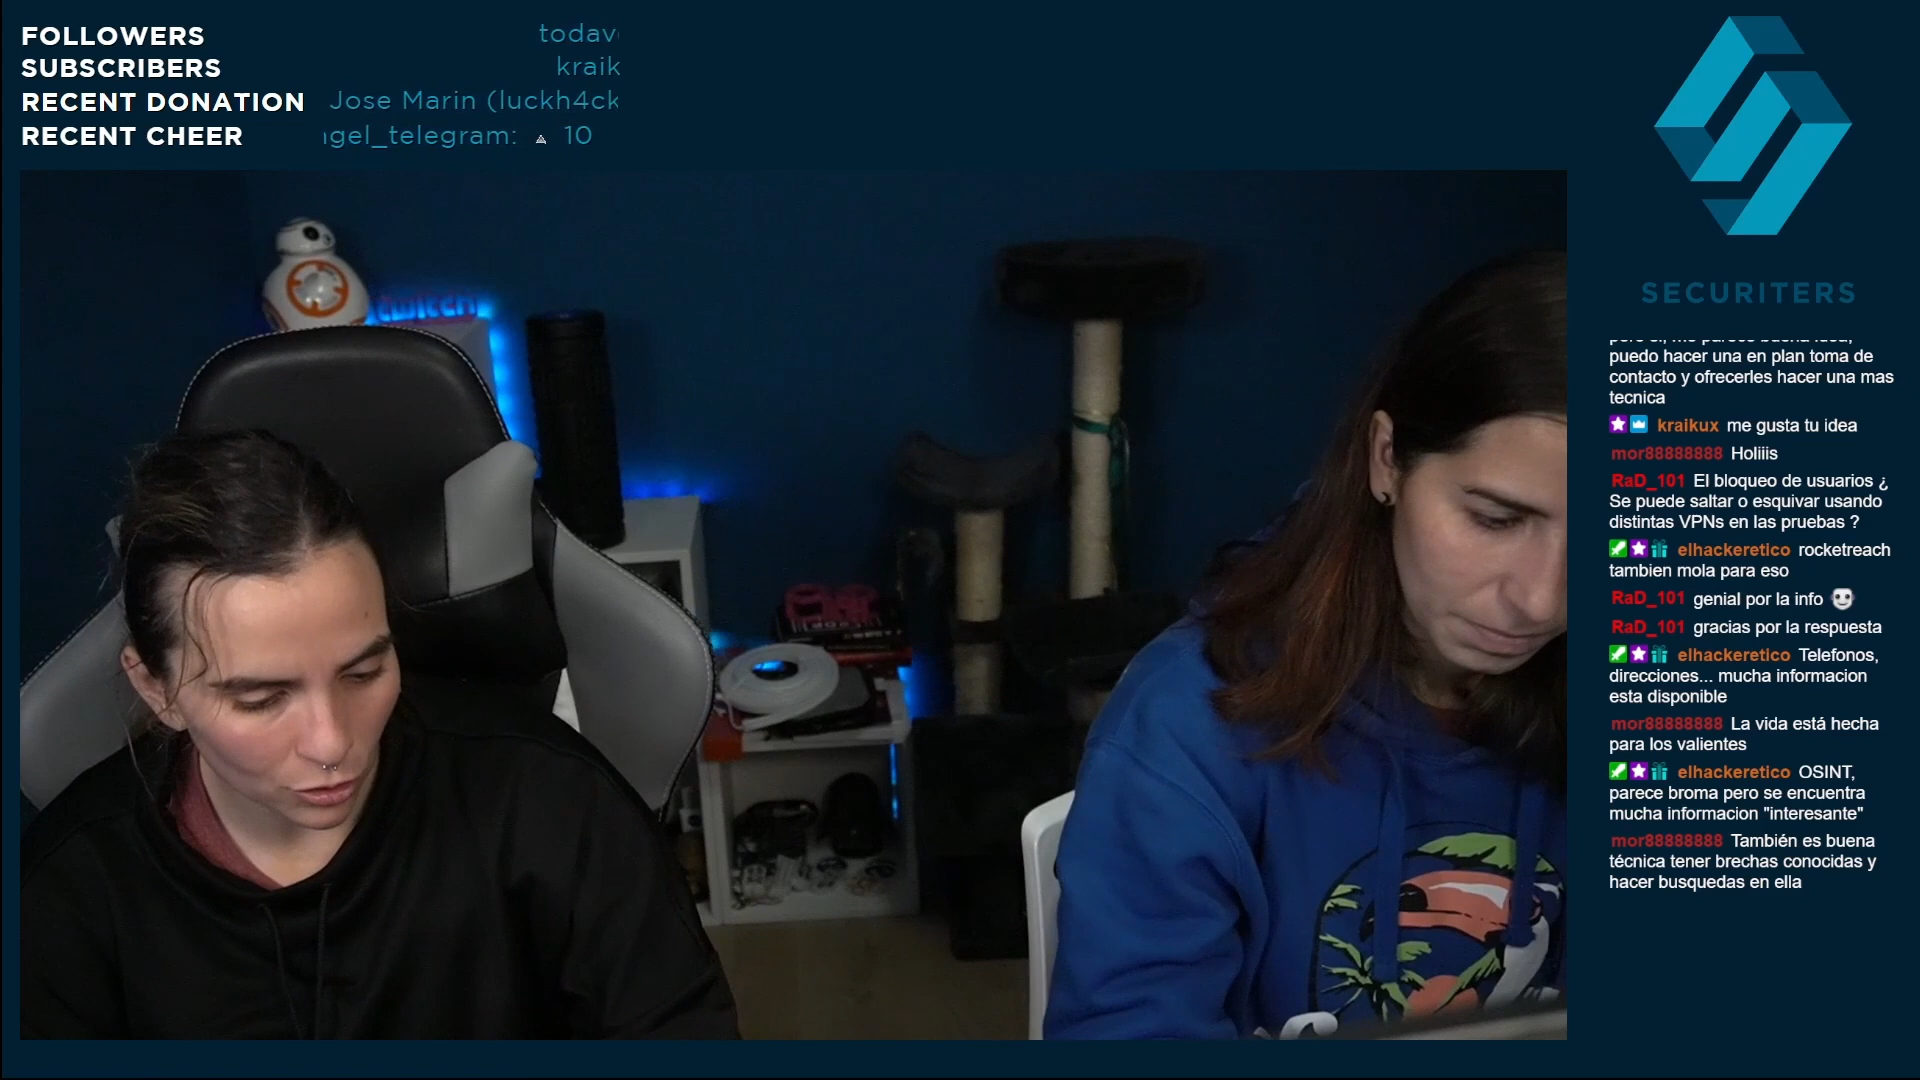 FOLLOWERS
todav
SUBSCRIBERS
kraik
RECENT DONATION Jose Marin (luckh4ck
RECENT CHEER gel_telegram: 10
twitch
SECURITERS
puedo hacer una en plan toma de
contacto y ofrecerles hacer una mas
tecnica
kraikux me gusta tu idea
mor88888888 Holiiis
RaD_101 El bloqueo de usuarios ¿
Se puede saltar o esquivar usando
distintas VPNs en las pruebas ?
elhackeretico rocketreach
tambien mola para eso
RaD_101 genial por la info
RaD_101 gracias por la respuesta
elhackeretico Telefonos,
direcciones... mucha informacion
esta disponible
mor88888888 La vida está hecha
para los valientes
elhackeretico OSINT,
parece broma pero se encuentra
mucha informacion "interesante"
mor88888888 También es buena
técnica tener brechas conocidas y
hacer busquedas en ella